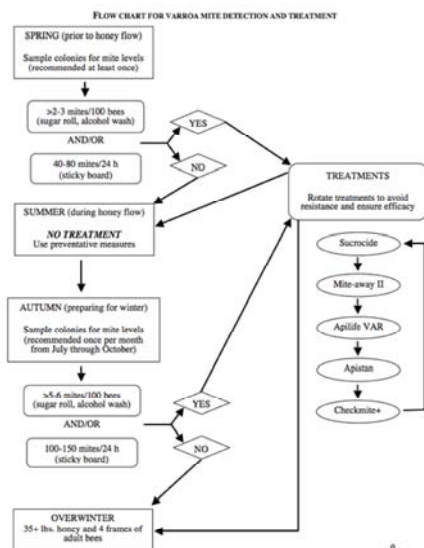 FLOW CHART FOR VARROA MITE DETECTION AND TREATMENT
SPRING (prior to honey flow)
Sample colonies for mite levels
(recommended at least once)
>2-3 mites/100 bees
(sugar roll, alcohol wash)
AND/OR
40-80 mites/24 h
(sticky board)
YES
NO
SUMMER (during honey flow)
NO TREATMENT
Use preventative measures
AUTUMN (preparing for winter)
Sample colonies for mite levels
(recommended once per month
from July through October)
>5-6 mites/100 bees
(sugar roll, alcohol wash)
AND/OR
100-150 mites/24 h
(sticky board)
YES
NO
OVERWINTER
35+ lbs. honey and 4 frames of
adult bees
TREATMENTS
Rotate treatments to avoid
resistance and ensure efficacy
Sucrocide
Mite-away II
Apilife VAR
Apistan
Checkmite+